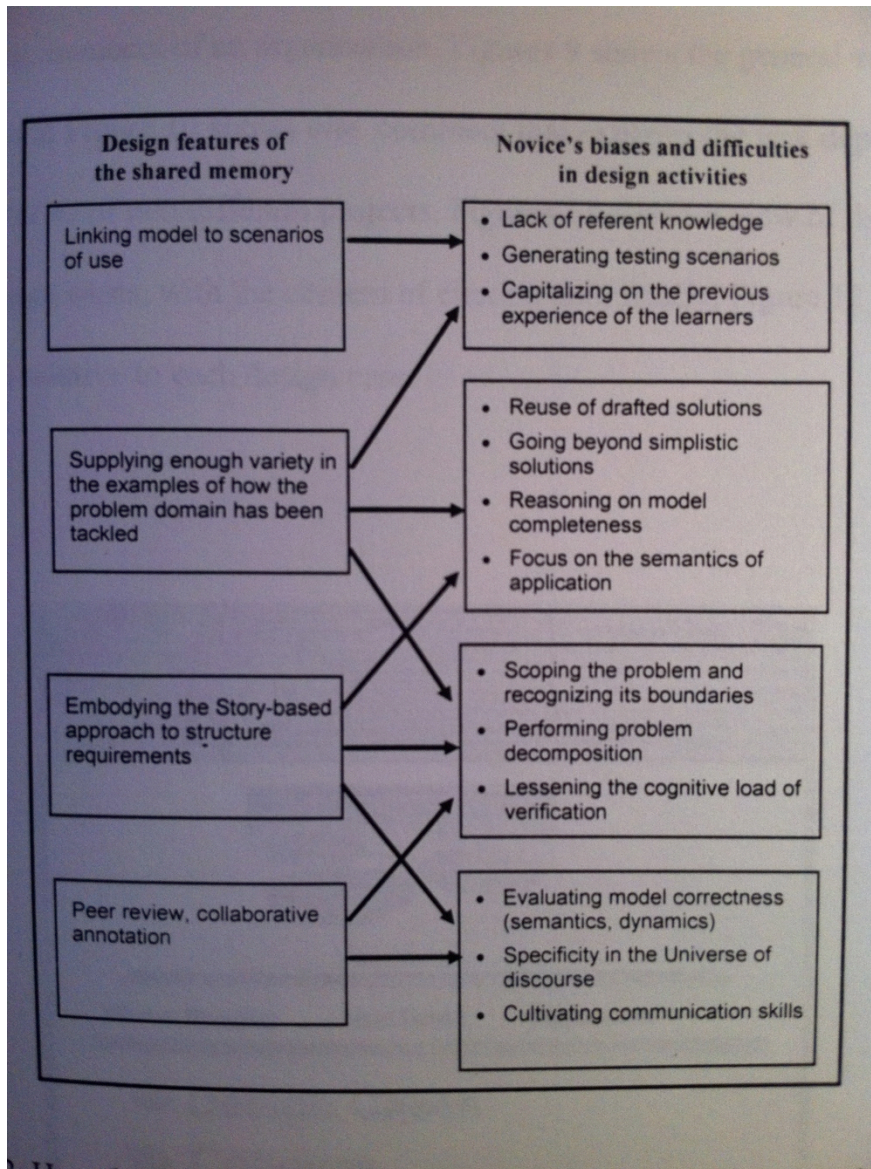 Design features of
the shared memory
Novice's biases and difficulties
in design activities
Linking model to scenarios
of use
• Lack of referent knowledge
• Generating testing scenarios
• Capitalizing on the previous
experience of the learners
Supplying enough variety in
the examples of how the
problem domain has been
tackled
• Reuse of drafted solutions
• Going beyond simplistic
solutions
• Reasoning on model
completeness
• Focus on the semantics of
application
Embodying the Story-based
approach to structure
requirements
• Scoping the problem and
recognizing its boundaries
• Performing problem
decomposition
• Lessening the cognitive load of
verification
Peer review, collaborative
annotation
• Evaluating model correctness
(semantics, dynamics)
• Specificity in the Universe of
discourse
• Cultivating communication skills